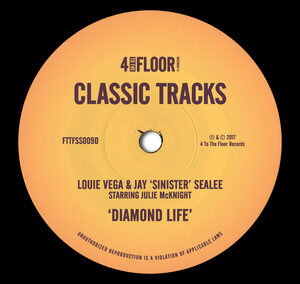 4 TO THE FLOOR RECORDS
CLASSIC TRACKS
FTTFSS009D
℗ & © 2017
4 To The Floor Records
LOUIE VEGA & JAY ‘SINISTER’ SEALEE
STARRING JULIE McKNIGHT
‘DIAMOND LIFE’
UNAUTHORIZED REPRODUCTION IS A VIOLATION OF APPLICABLE LAWS